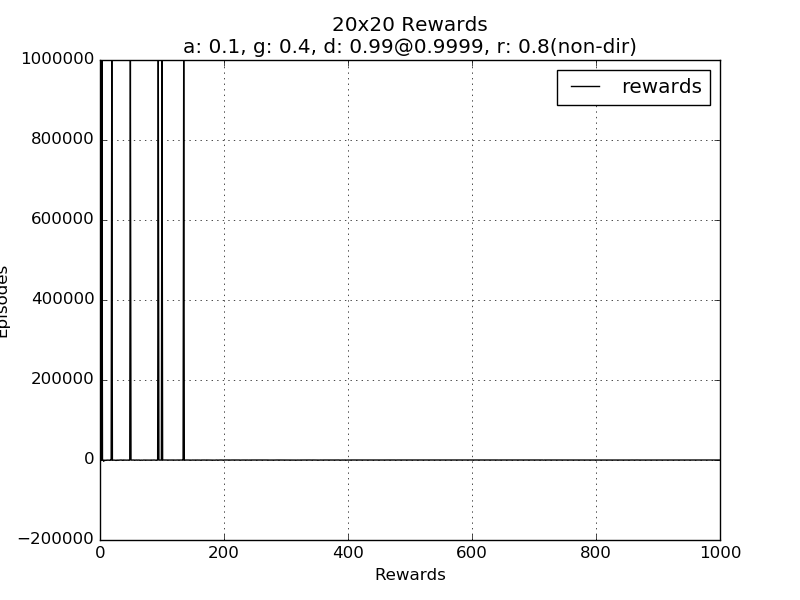 20x20 Rewards
a: 0.1, g: 0.4, d: 0.99@0.9999, r: 0.8(non-dir)
rewards
1000000
800000
600000
400000
200000
0
−200000
Episodes
0 200 400 600 800 1000
Rewards